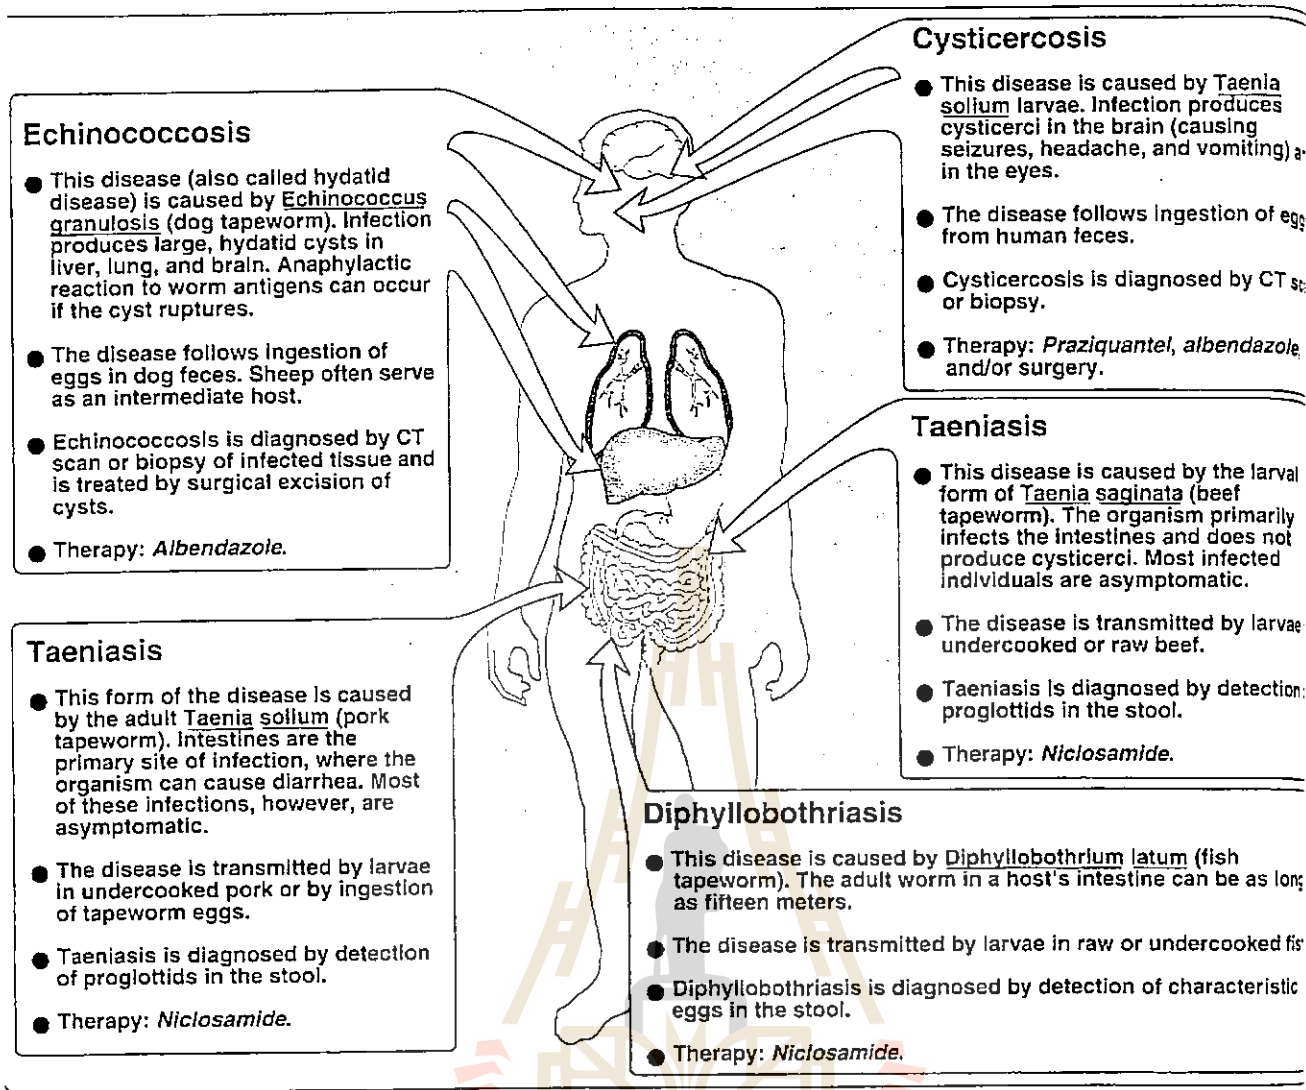 Echinococcosis
● This disease (also called hydatid
disease) is caused by Echinococcus
granulosis (dog tapeworm). Infection
produces large, hydatid cysts in
liver, lung, and brain. Anaphylactic
reaction to worm antigens can occur
if the cyst ruptures.
● The disease follows ingestion of
eggs in dog feces. Sheep often serve
as an intermediate host.
● Echinococcosis is diagnosed by CT
scan or biopsy of infected tissue and
is treated by surgical excision of
cysts.
● Therapy: Albendazole.
Taeniasis
● This form of the disease is caused
by the adult Taenia solium (pork
tapeworm). Intestines are the
primary site of infection, where the
organism can cause diarrhea. Most
of these infections, however, are
asymptomatic.
● The disease is transmitted by larvae
in undercooked pork or by ingestion
of tapeworm eggs.
● Taeniasis is diagnosed by detection
of proglottids in the stool.
● Therapy: Niclosamide.
Cysticercosis
● This disease is caused by Taenia
solium larvae. Infection produces
cysticerci in the brain (causing
seizures, headache, and vomiting)
in the eyes.
● The disease follows ingestion of
from human feces.
● Cysticercosis is diagnosed by CT
or biopsy.
● Therapy: Praziquantel, albendazole,
and/or surgery.
Taeniasis
● This disease is caused by the larval
form of Taenia saginata (beef
tapeworm). The organism primarily
infects the intestines and does not
produce cysticerci. Most infected
individuals are asymptomatic.
● The disease is transmitted by larvae
undercooked or raw beef.
● Taeniasis is diagnosed by detection
proglottids in the stool.
● Therapy: Niclosamide.
Diphyllobothriasis
● This disease is caused by Diphyllobothrium latum (fish
tapeworm). The adult worm in a host's intestine can be as long
as fifteen meters.
● The disease is transmitted by larvae in raw or undercooked
● Diphyllobothriasis is diagnosed by detection of characteristic
eggs in the stool.
● Therapy: Niclosamide.